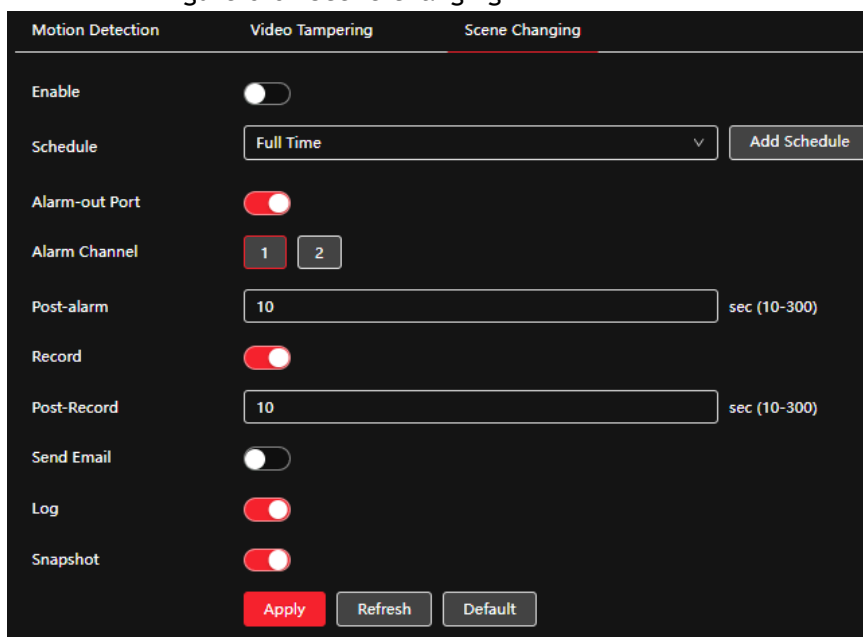 Motion Detection Video Tampering Scene Changing
Enable
Schedule Full Time Add Schedule
Alarm-out Port
Alarm Channel 1 2
Post-alarm 10 sec (10-300)
Record
Post-Record 10 sec (10-300)
Send Email
Log
Snapshot
Apply Refresh Default